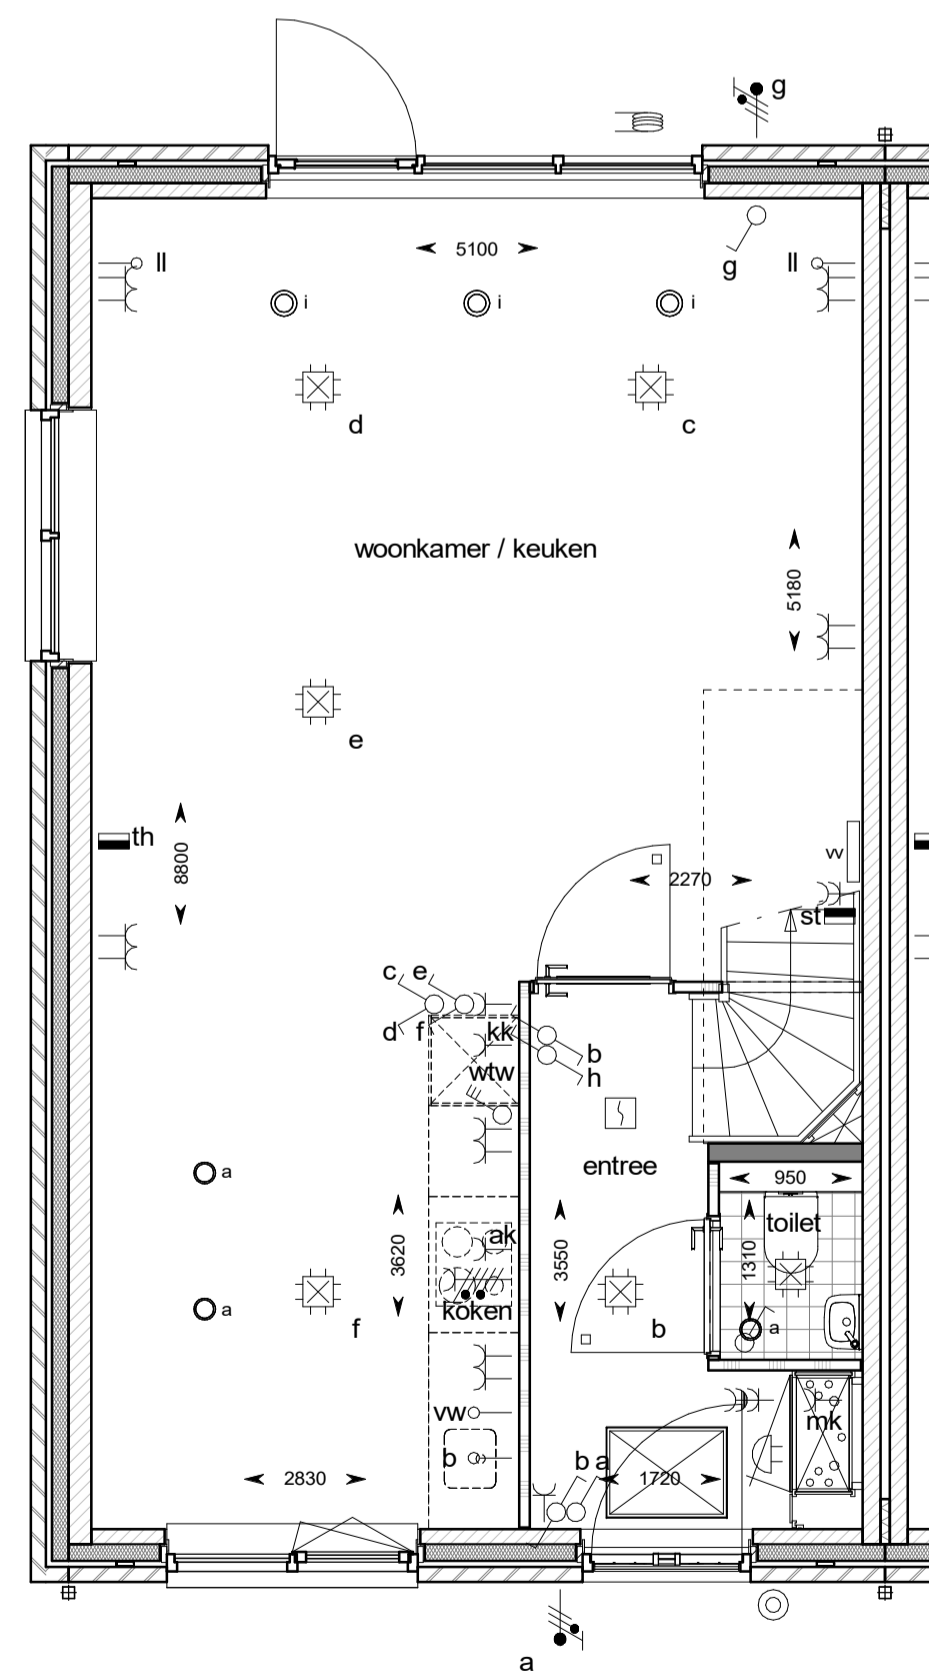 g
g
5100
ll
ll
i
i
i
d
c
woonkamer / keuken
5180
e
th
8800
2270
vv
st
c e
d f
kk
b
h
wtw
entree
950
a
toilet
3620
ak
3550
1310
koken
a
f
b
a
vw
mk
b
2830
b a
1720
a